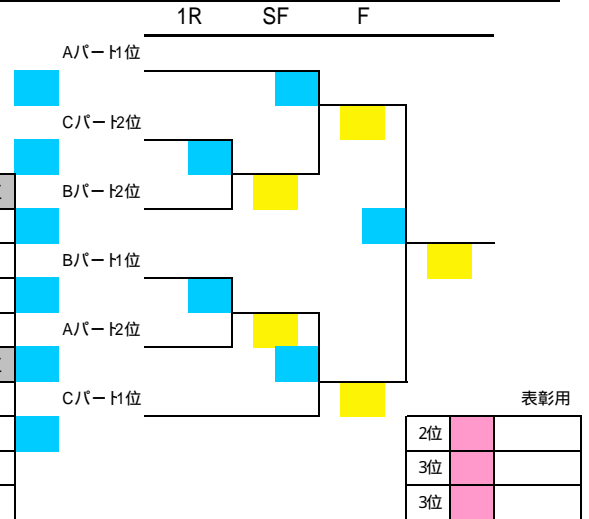 1R SF F
Aパート1位
Cパート2位
Bパート2位
Bパート1位
Aパート2位
Cパート1位
表彰用
2位
3位
3位